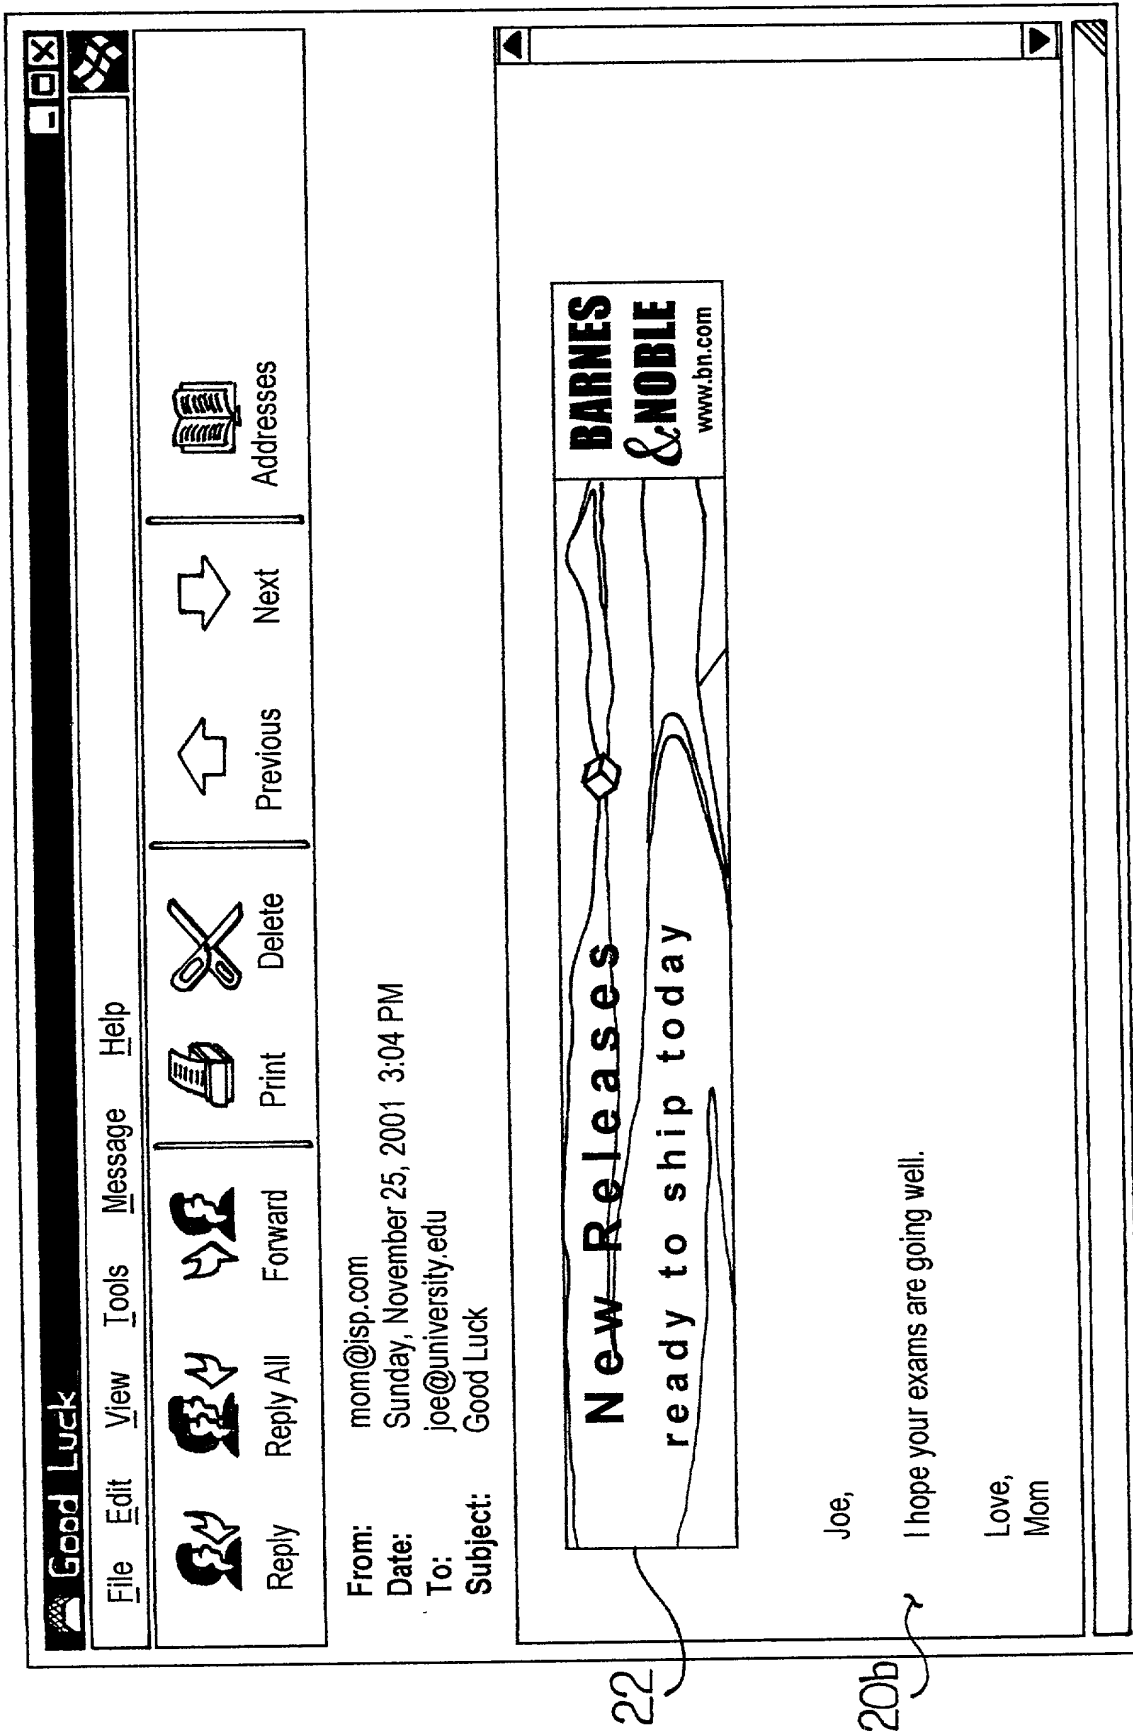 Good Luck
File Edit View Tools Message Help
Reply Reply All Forward Print Delete Previous Next Addresses
From: mom@isp.com
Date: Sunday, November 25, 2001 3:04 PM
To: joe@university.edu
Subject: Good Luck
New Releases
ready to ship today
BARNES
&NOBLE
www.bn.com
22
Joe,
I hope your exams are going well.
20b
Love,
Mom